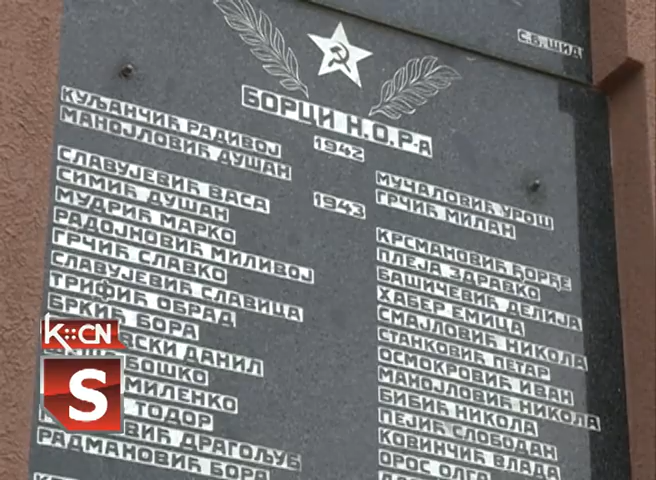 С.Б. ШИД
БОРЦИ Н.О.Р-а
1942
КУЉАНЧИЋ РАДИВОЈ
МАНОЈЛОВИЋ ДУШАН
МУЧАЛОВИЋ УРОШ
ГРЧИЋ МИЛАН
1943
СЛАВУЈЕВИЋ ВАСА
СИМИЋ ДУШАН
МУДРИЋ МАРКО
РАДОЈНОВИЋ МИЛИВОЈ
ГРЧИЋ СЛАВКО
СЛАВУЈЕВИЋ СЛАВИЦА
ТРИФИЋ ОБРАД
БРКИЋ БОРА
ДАНИЛ
БОШКО
МИЛЕНКО
ТОДОР
ДРАГОЉУБ
РАДМАНОВИЋ БОРА
КРСМАНОВИЋ ЂОРЂЕ
ПЛЕЈА ЗДРАВКО
БАШИЧЕВИЋ ДЕЛИЈА
ХАБЕР ЕМИЦА
СМАЈЛОВИЋ НИКОЛА
СТАНКОВИЋ ПЕТАР
ОСМОКРОВИЋ ИВАН
МАНОЈЛОВИЋ НИКОЛА
БИБИЋ НИКОЛА
ПЕЈИЋ СЛОБОДАН
КОВИНЧИЋ ВЛАДА
ОРОС ОЛГА
K::CN
S